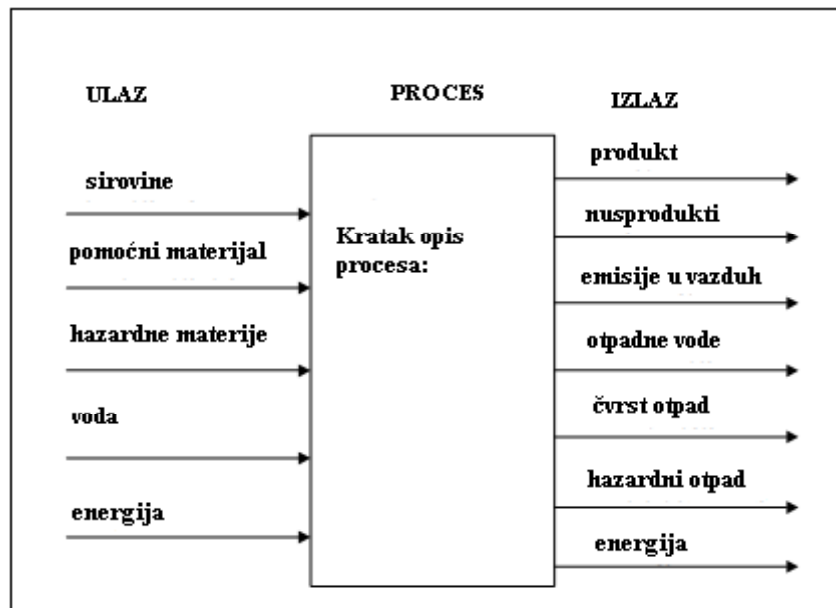 ULAZ
PROCES
IZLAZ
sirovine
pomoćni materijal
hazardne materije
voda
energija
Kratak opis
procesa:
produkt
nusprodukti
emisije u vazduh
otpadne vode
čvrst otpad
hazardni otpad
energija